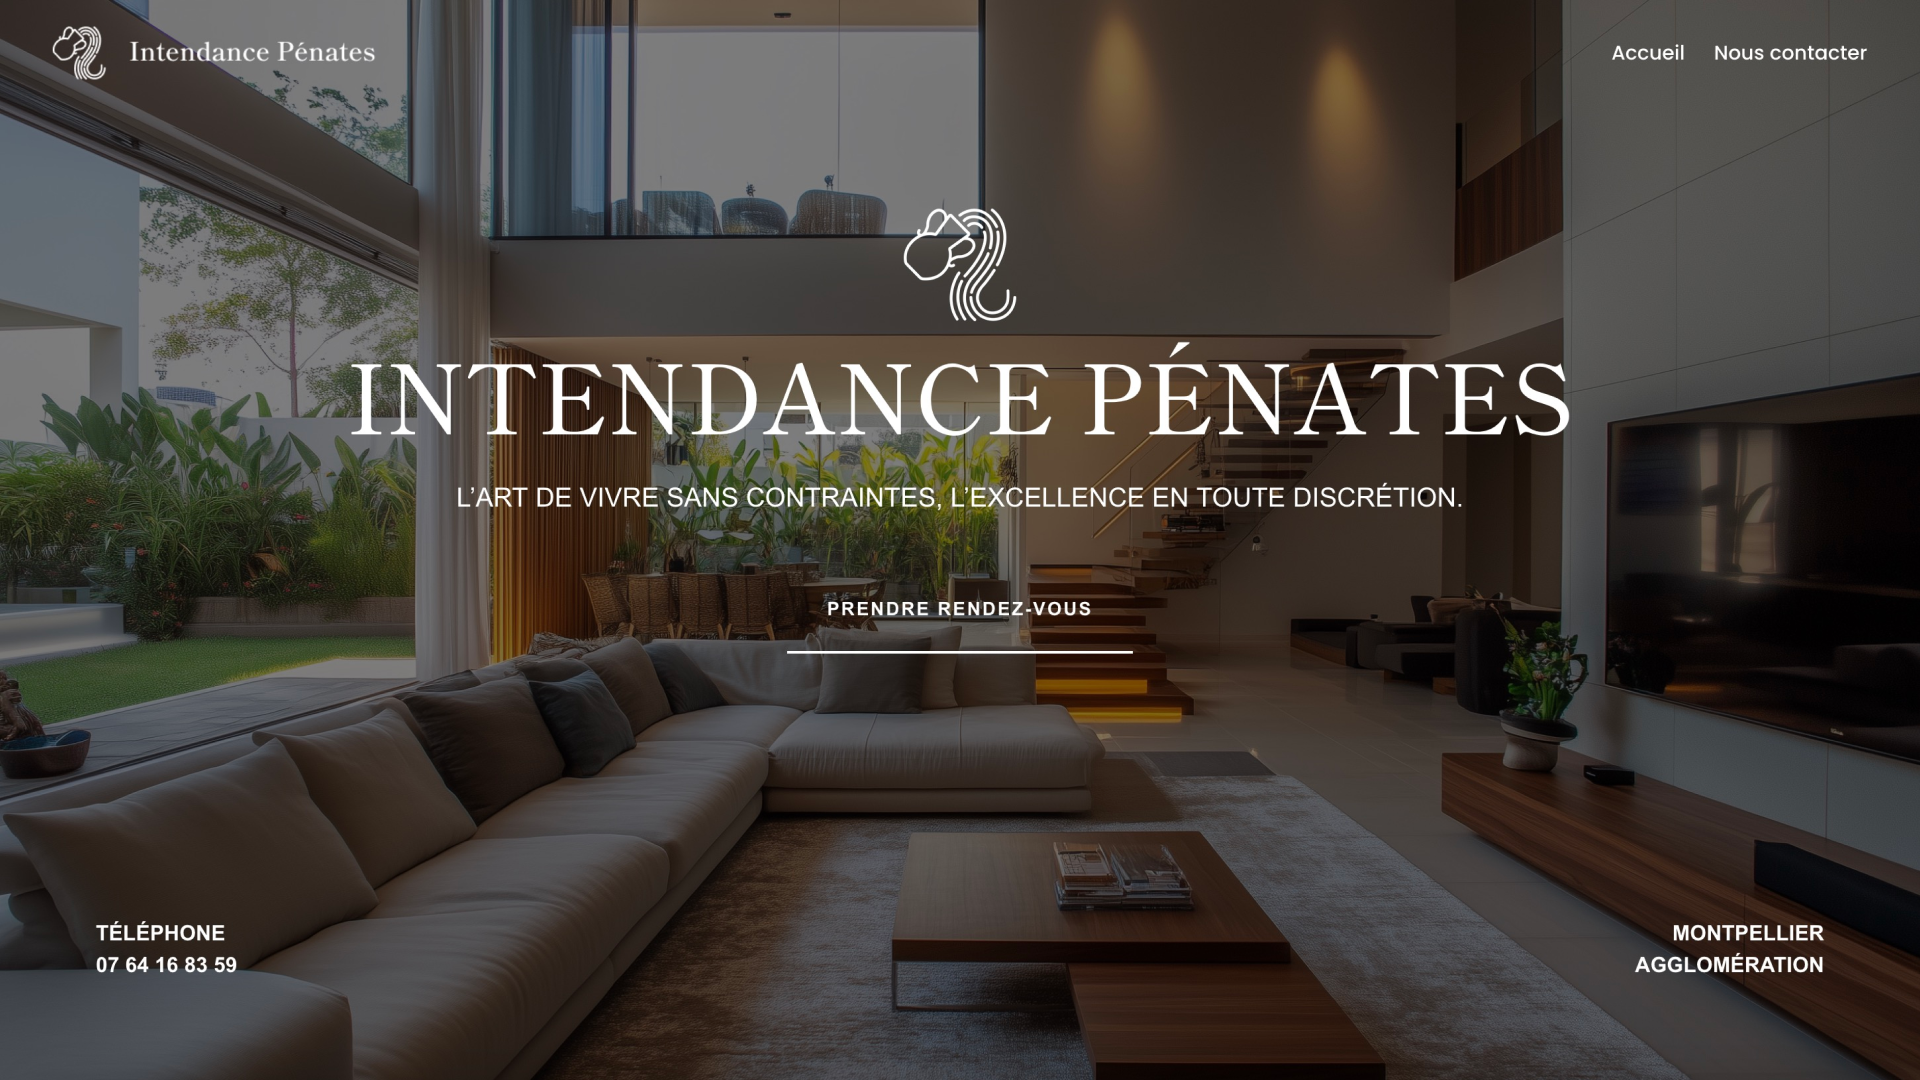 Intendance Pénates
Accueil
Nous contacter
INTENDANCE PÉNATES
L’ART DE VIVRE SANS CONTRAINTES, L’EXCELLENCE EN TOUTE DISCRÉTION.
PRENDRE RENDEZ-VOUS
TÉLÉPHONE
07 64 16 83 59
MONTPELLIER
AGGLOMÉRATION